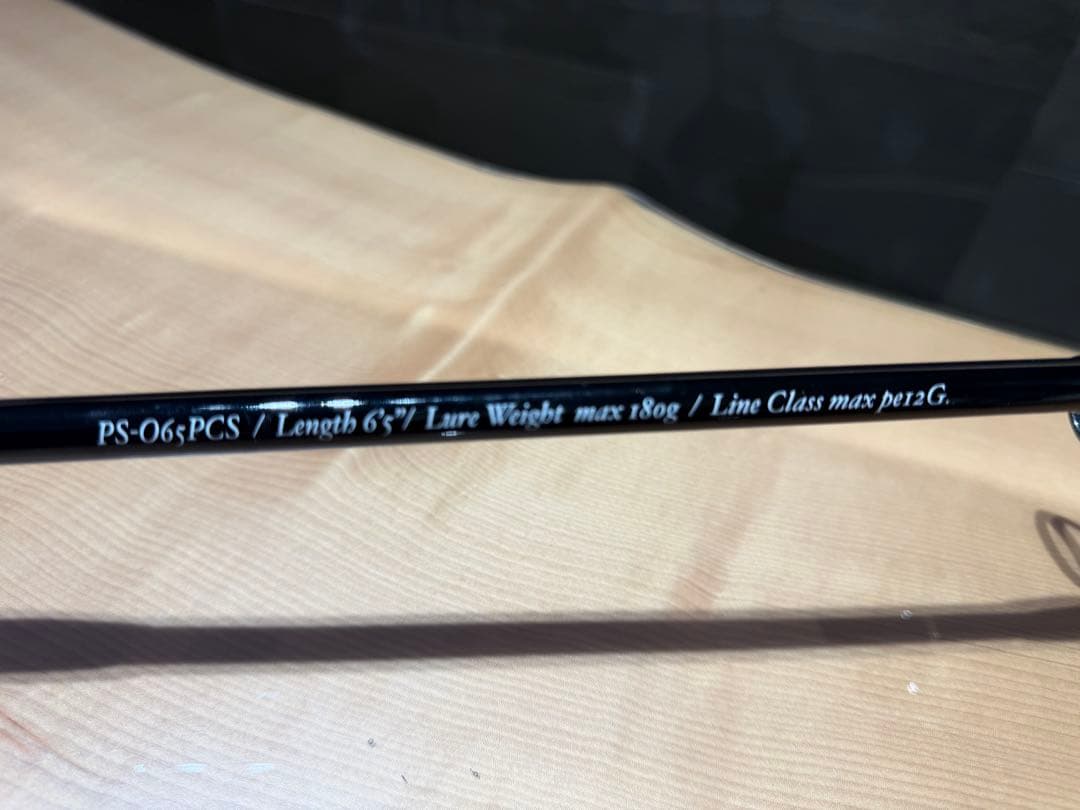 PS-O65PCS / Length 6'5"/ Lure Weight max 180g / Line Class max pe12G.